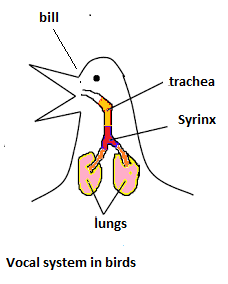 bill
trachea
Syrinx
lungs
Vocal system in birds